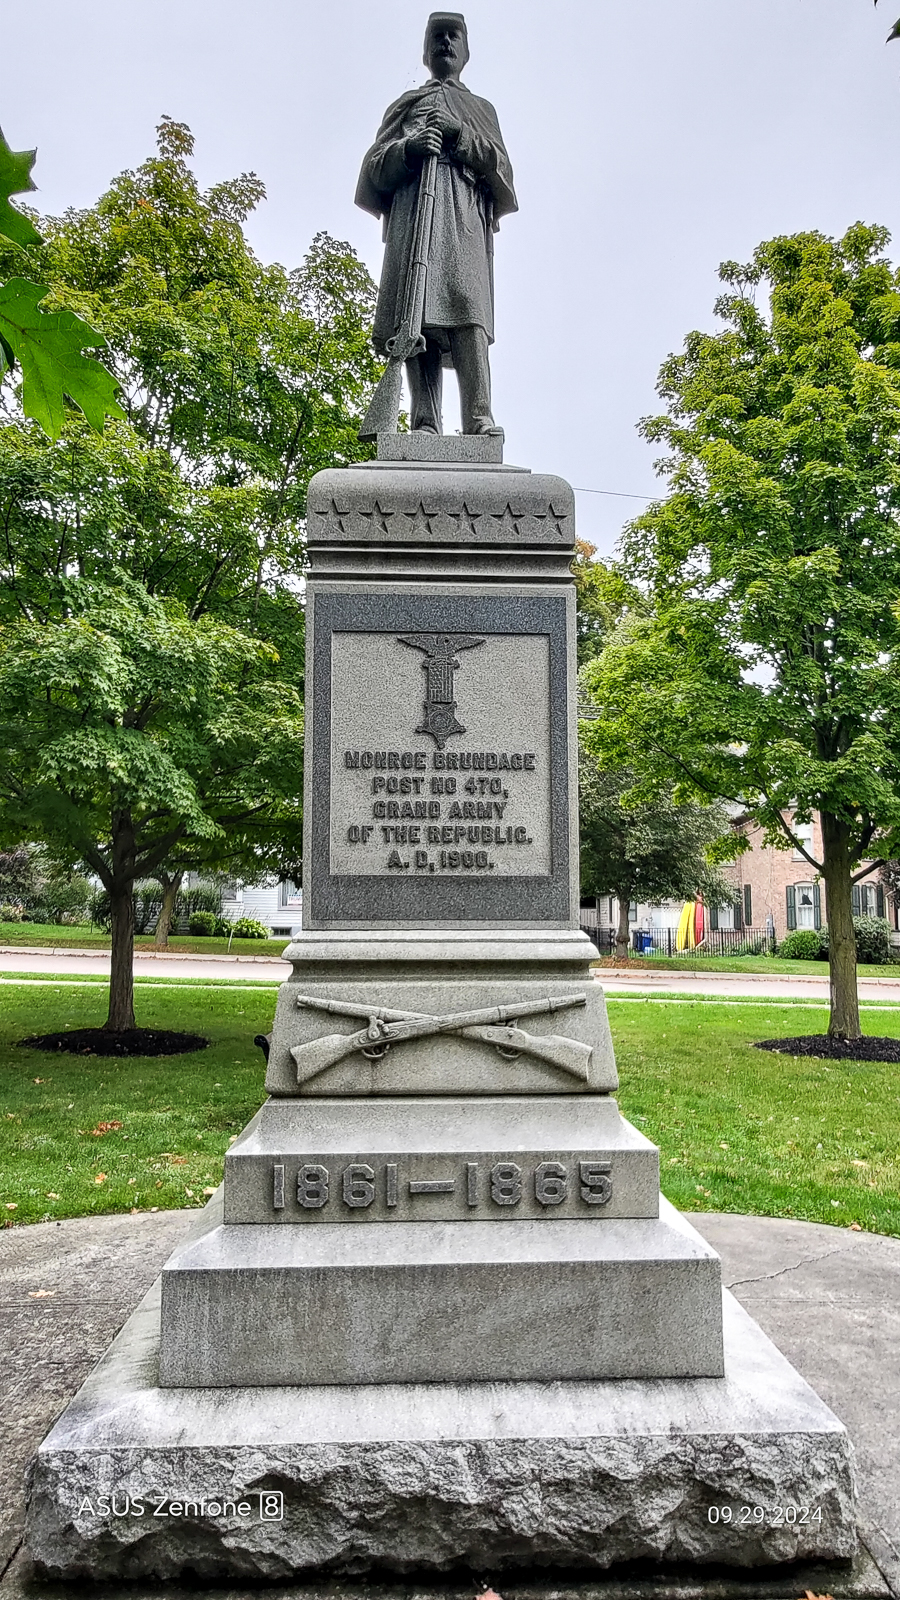 MONROE BRUNDAGE
POST NO 470,
GRAND ARMY
OF THE REPUBLIC.
A. D, 1900.
1861–1865
ASUS Zenfone 8
09.29.2024